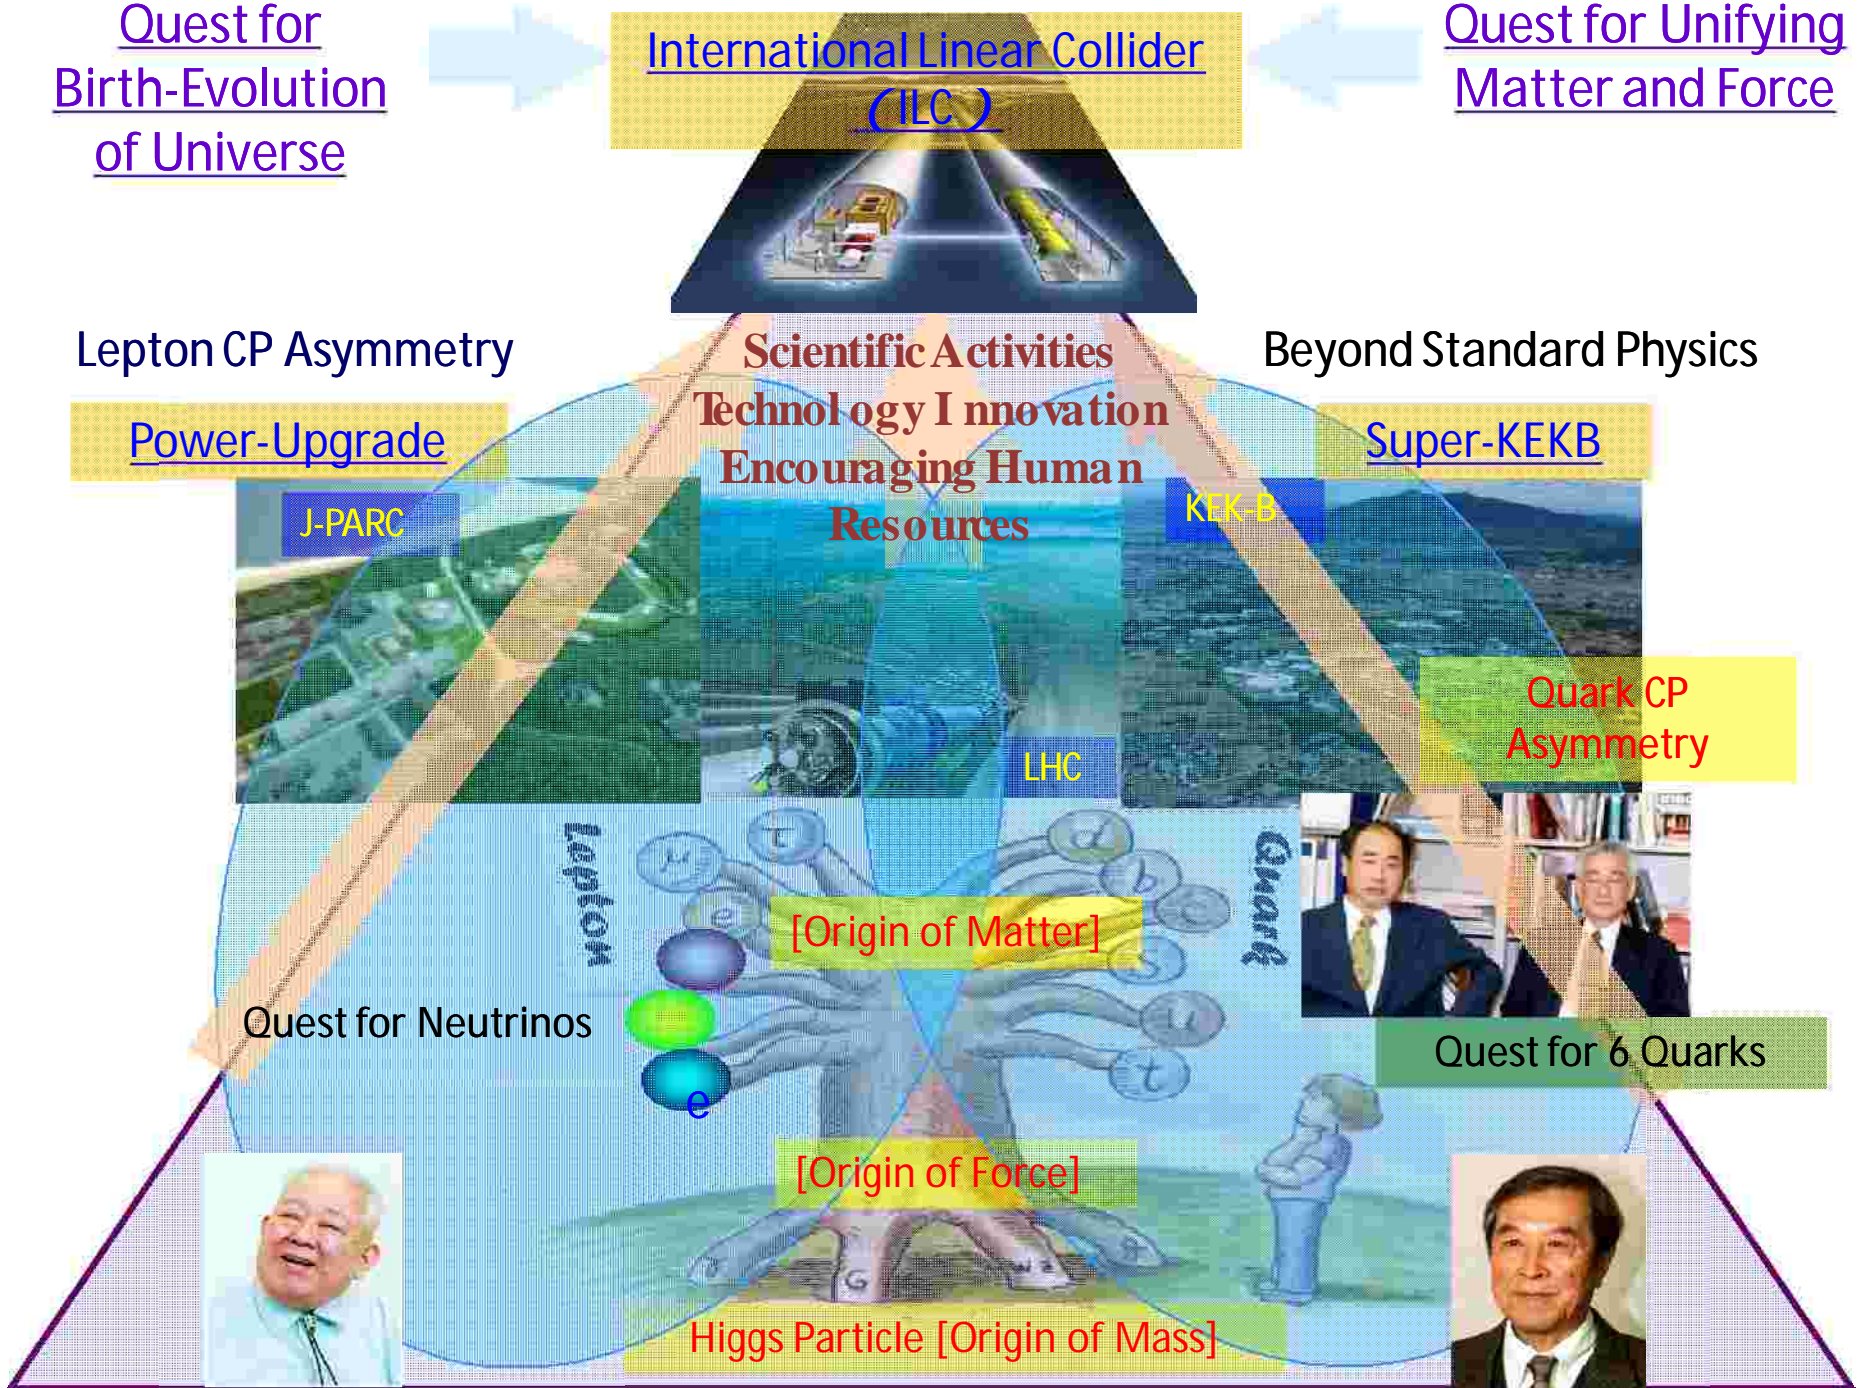 Quest for
Birth-Evolution
of Universe
International Linear Collider
( ILC )
Quest for Unifying
Matter and Force
Lepton CP Asymmetry
Scientific Activities
Technology Innovation
Encouraging Human
Resources
Beyond Standard Physics
Power-Upgrade
Super-KEKB
J-PARC
KEK-B
Quark CP
Asymmetry
LHC
Lepton
Quark
τ
μ
e
d
b
c
s
u
t
[Origin of Matter]
Quest for Neutrinos
Quest for 6 Quarks
e
[Origin of Force]
G
W Z
Higgs Particle [Origin of Mass]